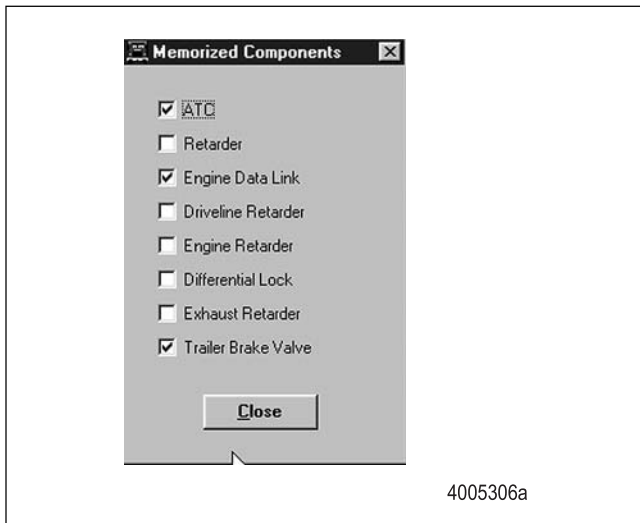 Memorized Components
ATC
Retarder
Engine Data Link
Driveline Retarder
Engine Retarder
Differential Lock
Exhaust Retarder
Trailer Brake Valve
Close
4005306a